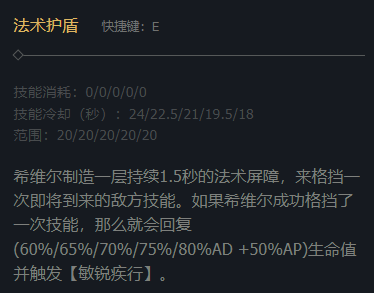 法术护盾 快捷键：E
技能消耗：0/0/0/0/0
技能冷却（秒）：24/22.5/21/19.5/18
范围：20/20/20/20/20
希维尔制造一层持续1.5秒的法术屏障，来格挡一
次即将到来的敌方技能。如果希维尔成功格挡了
一次技能，那么就会回复
(60%/65%/70%/75%/80%AD +50%AP)生命值
并触发【敏锐疾行】。